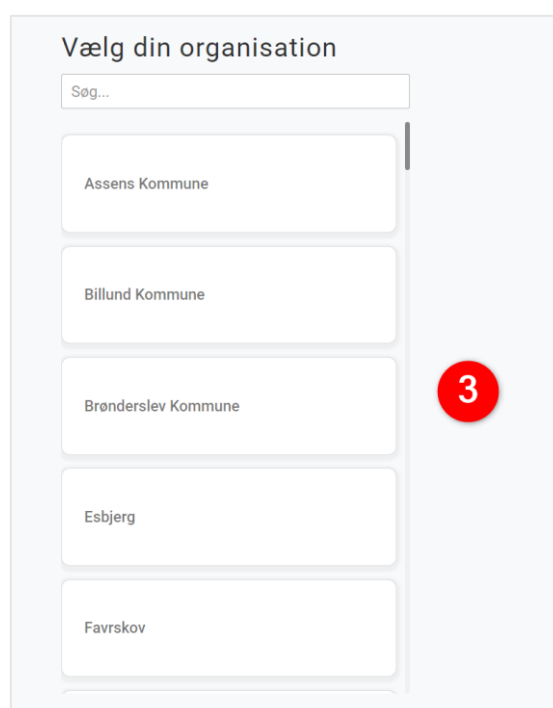 Vælg din organisation
Søg...
Assens Kommune
Billund Kommune
Brønderslev Kommune
3
Esbjerg
Favrskov